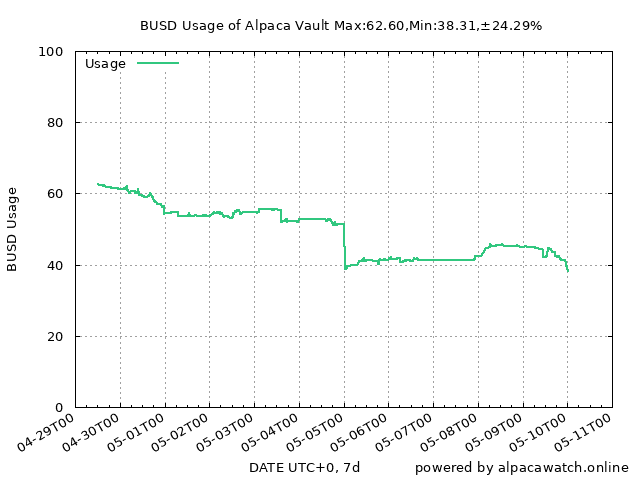 BUSD Usage of Alpaca Vault Max:62.60,Min:38.31,±24.29%
Usage
100
80
60
40
20
0
BUSD Usage
04-29T00
04-30T00
05-01T00
05-02T00
05-03T00
05-04T00
05-05T00
05-06T00
05-07T00
05-08T00
05-09T00
05-10T00
05-11T00
DATE UTC+0, 7d
powered by alpacawatch.online